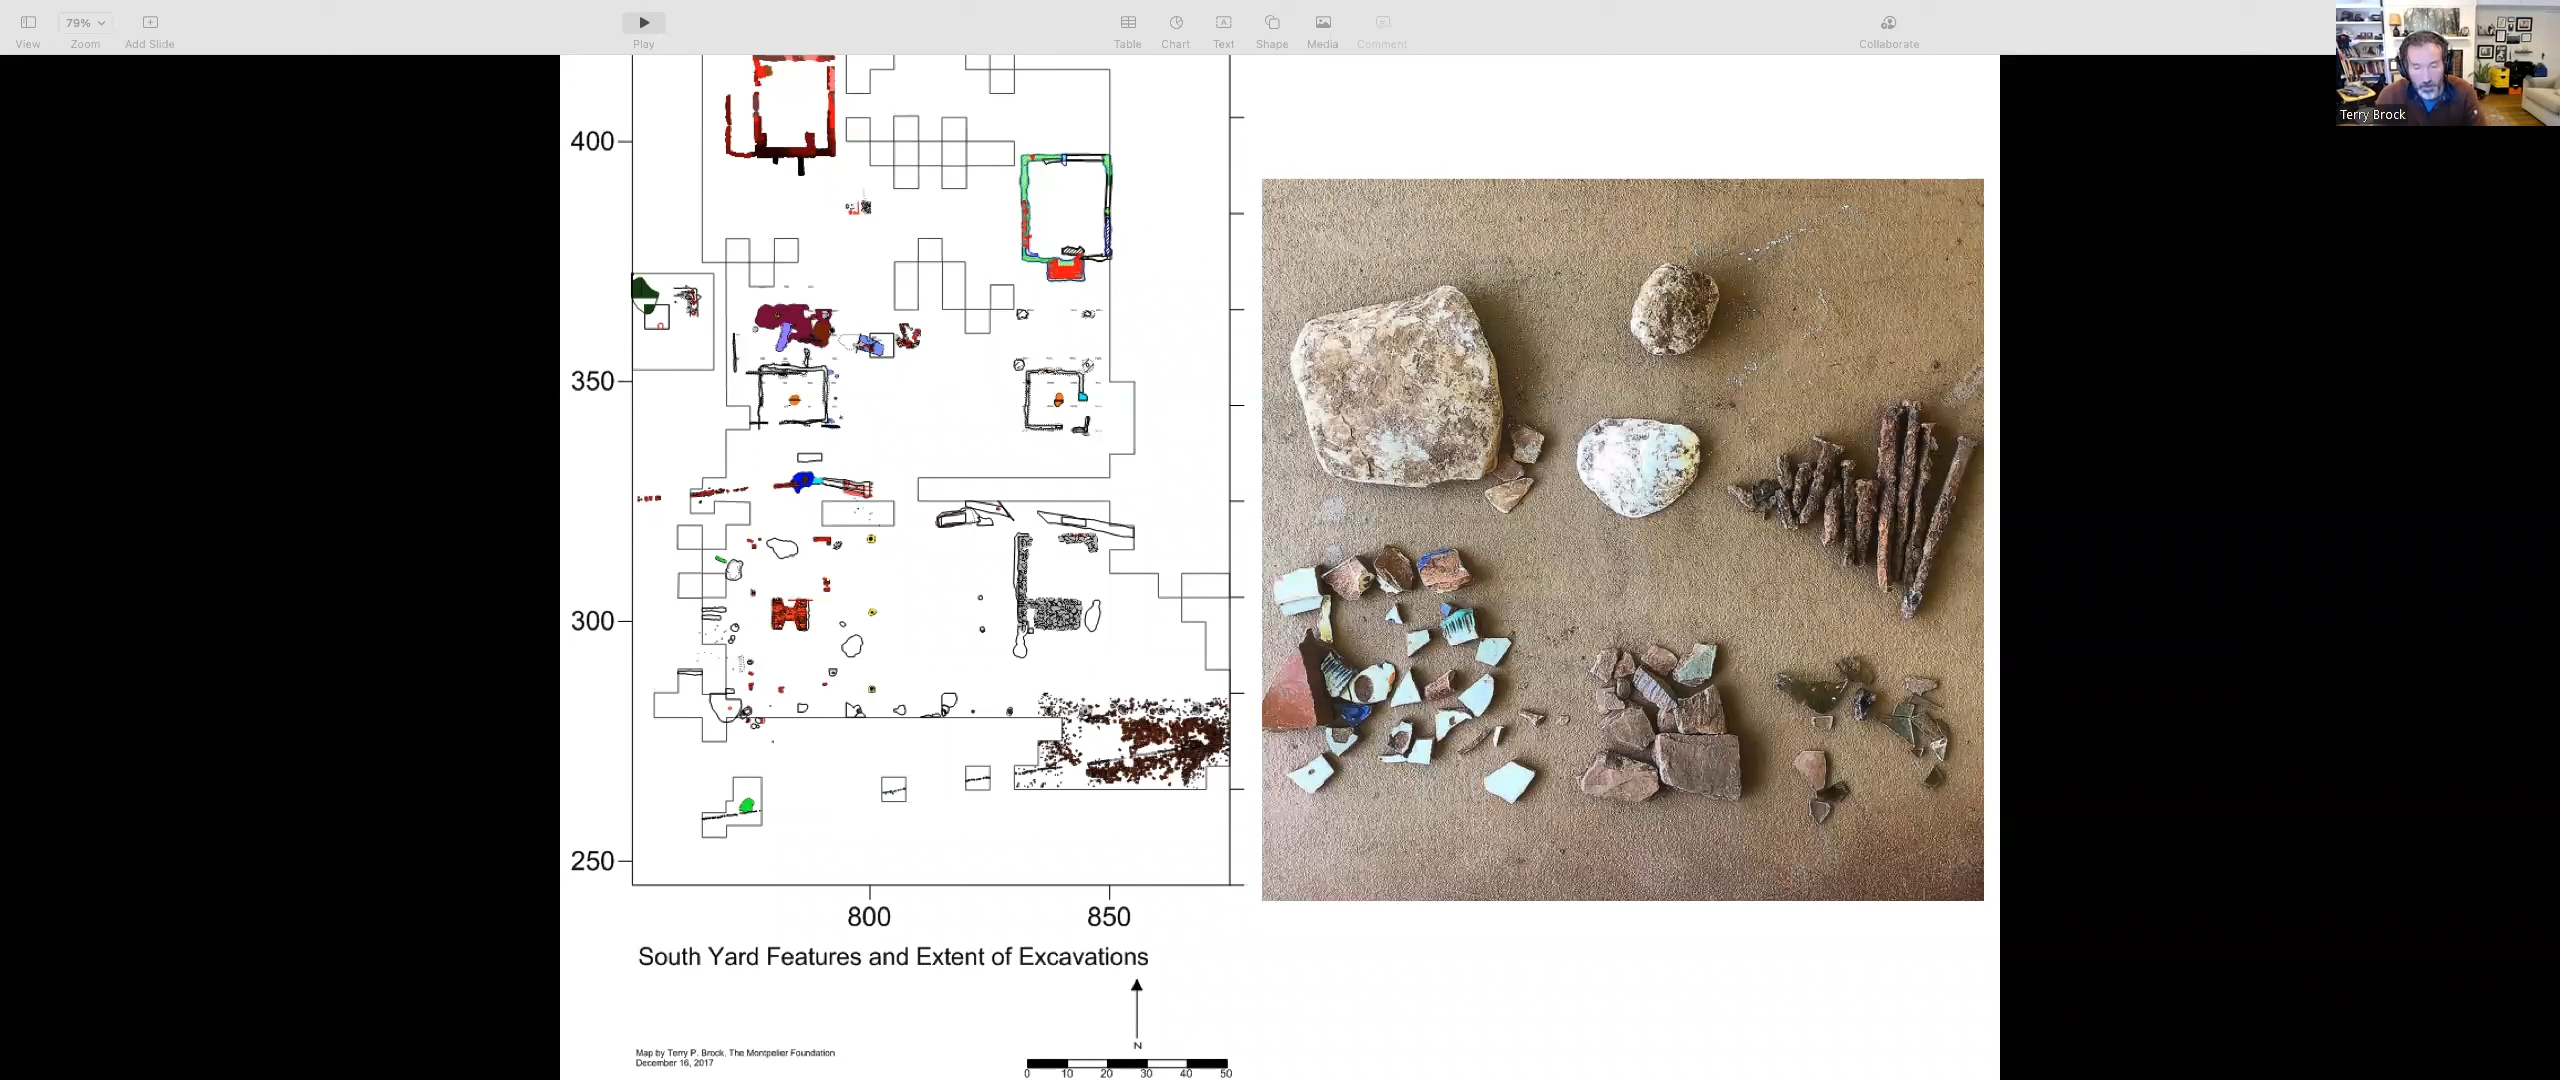 View
79%
Zoom
Add Slide
Play
Table
Chart
Text
Shape
Media
Comment
Collaborate
Terry Brock
400
350
300
250
800
850
South Yard Features and Extent of Excavations
N
Map by Terry P. Brock, The Montpelier Foundation
December 16, 2017
0 10 20 30 40 50